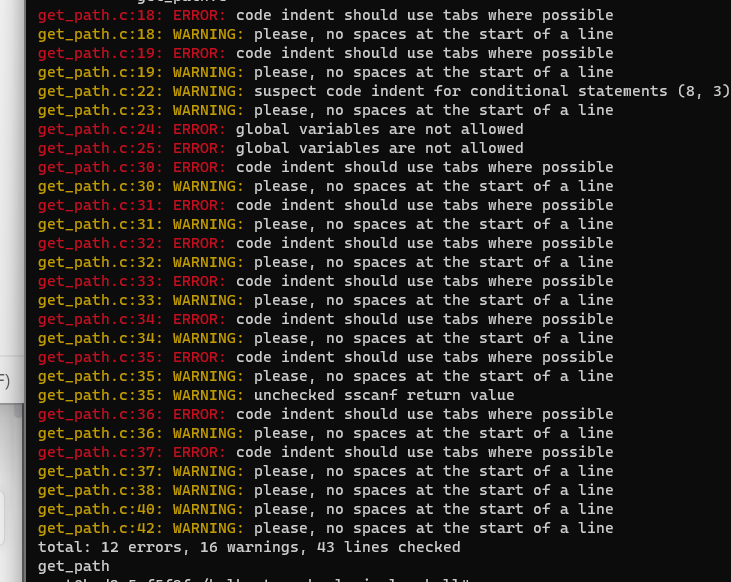 get_path.c:18: ERROR: code indent should use tabs where possible
get_path.c:18: WARNING: please, no spaces at the start of a line
get_path.c:19: ERROR: code indent should use tabs where possible
get_path.c:19: WARNING: please, no spaces at the start of a line
get_path.c:22: WARNING: suspect code indent for conditional statements (8, 3)
get_path.c:23: WARNING: please, no spaces at the start of a line
get_path.c:24: ERROR: global variables are not allowed
get_path.c:25: ERROR: global variables are not allowed
get_path.c:30: ERROR: code indent should use tabs where possible
get_path.c:30: WARNING: please, no spaces at the start of a line
get_path.c:31: ERROR: code indent should use tabs where possible
get_path.c:31: WARNING: please, no spaces at the start of a line
get_path.c:32: ERROR: code indent should use tabs where possible
get_path.c:32: WARNING: please, no spaces at the start of a line
get_path.c:33: ERROR: code indent should use tabs where possible
get_path.c:33: WARNING: please, no spaces at the start of a line
get_path.c:34: ERROR: code indent should use tabs where possible
get_path.c:34: WARNING: please, no spaces at the start of a line
get_path.c:35: ERROR: code indent should use tabs where possible
F)
get_path.c:35: WARNING: please, no spaces at the start of a line
get_path.c:35: WARNING: unchecked sscanf return value
get_path.c:36: ERROR: code indent should use tabs where possible
get_path.c:36: WARNING: please, no spaces at the start of a line
get_path.c:37: ERROR: code indent should use tabs where possible
get_path.c:37: WARNING: please, no spaces at the start of a line
get_path.c:38: WARNING: please, no spaces at the start of a line
get_path.c:40: WARNING: please, no spaces at the start of a line
get_path.c:42: WARNING: please, no spaces at the start of a line
total: 12 errors, 16 warnings, 43 lines checked
get_path